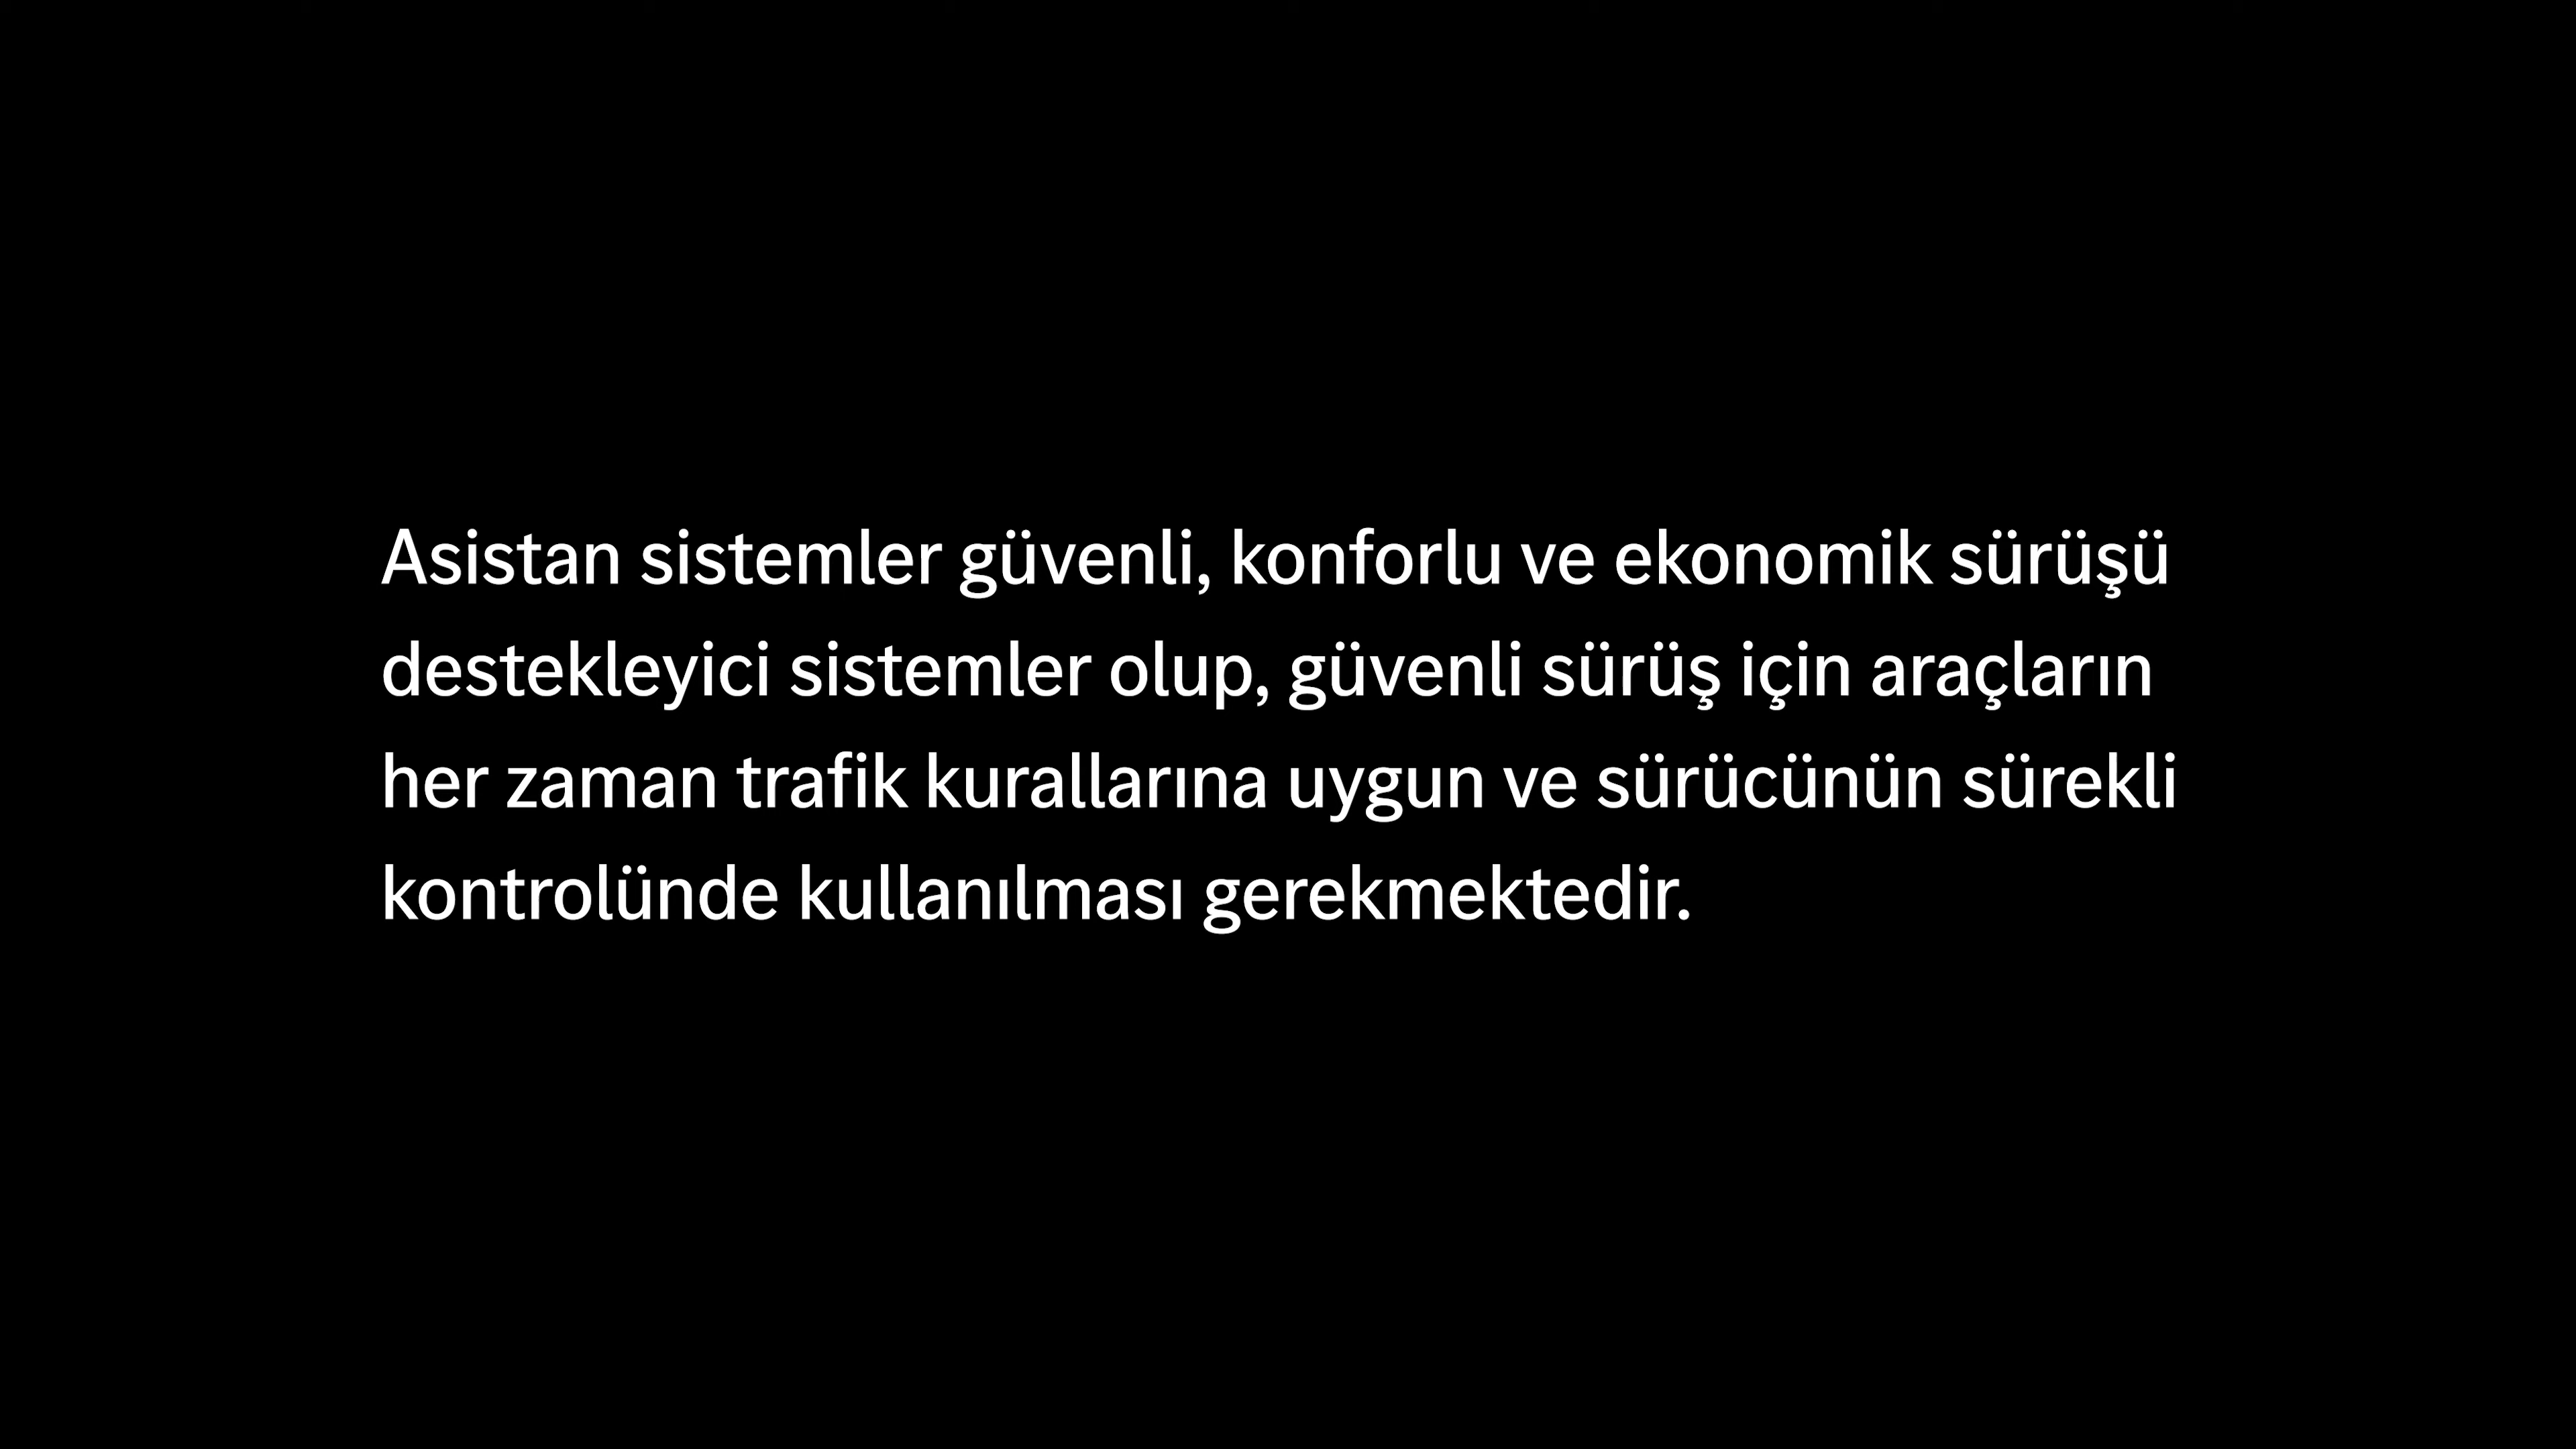 Asistan sistemler güvenli, konforlu ve ekonomik sürüşü
destekleyici sistemler olup, güvenli sürüş için araçların
her zaman trafik kurallarına uygun ve sürücünün sürekli
kontrolünde kullanılması gerekmektedir.